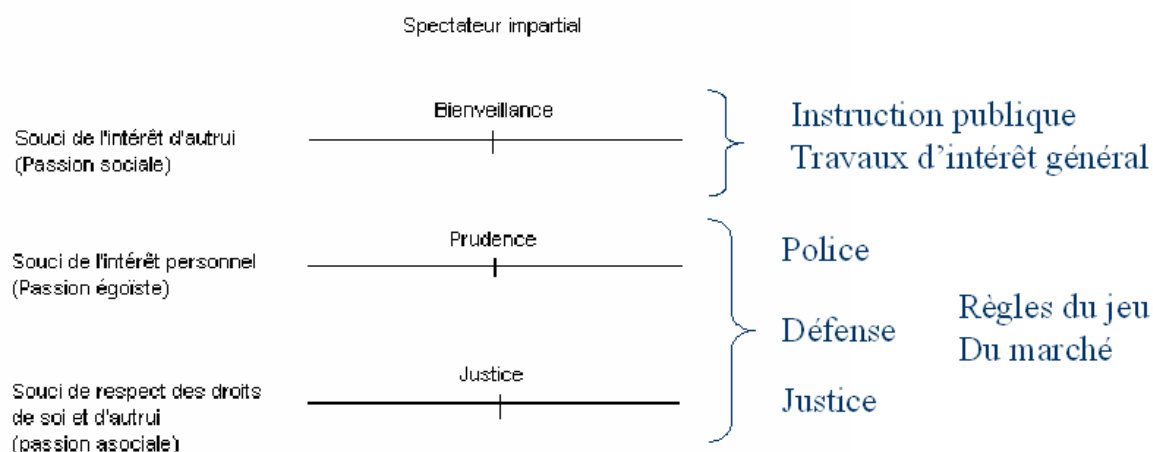 Spectateur impartial
Bienveillance
Souci de l'intérêt d'autrui
(Passion sociale)
Instruction publique
Travaux d'intérêt général
Prudence
Souci de l'intérêt personnel
(Passion égoïste)
Police
Défense
Règles du jeu
Du marché
Justice
Souci de respect des droits
de soi et d'autrui
(passion asociale)
Justice